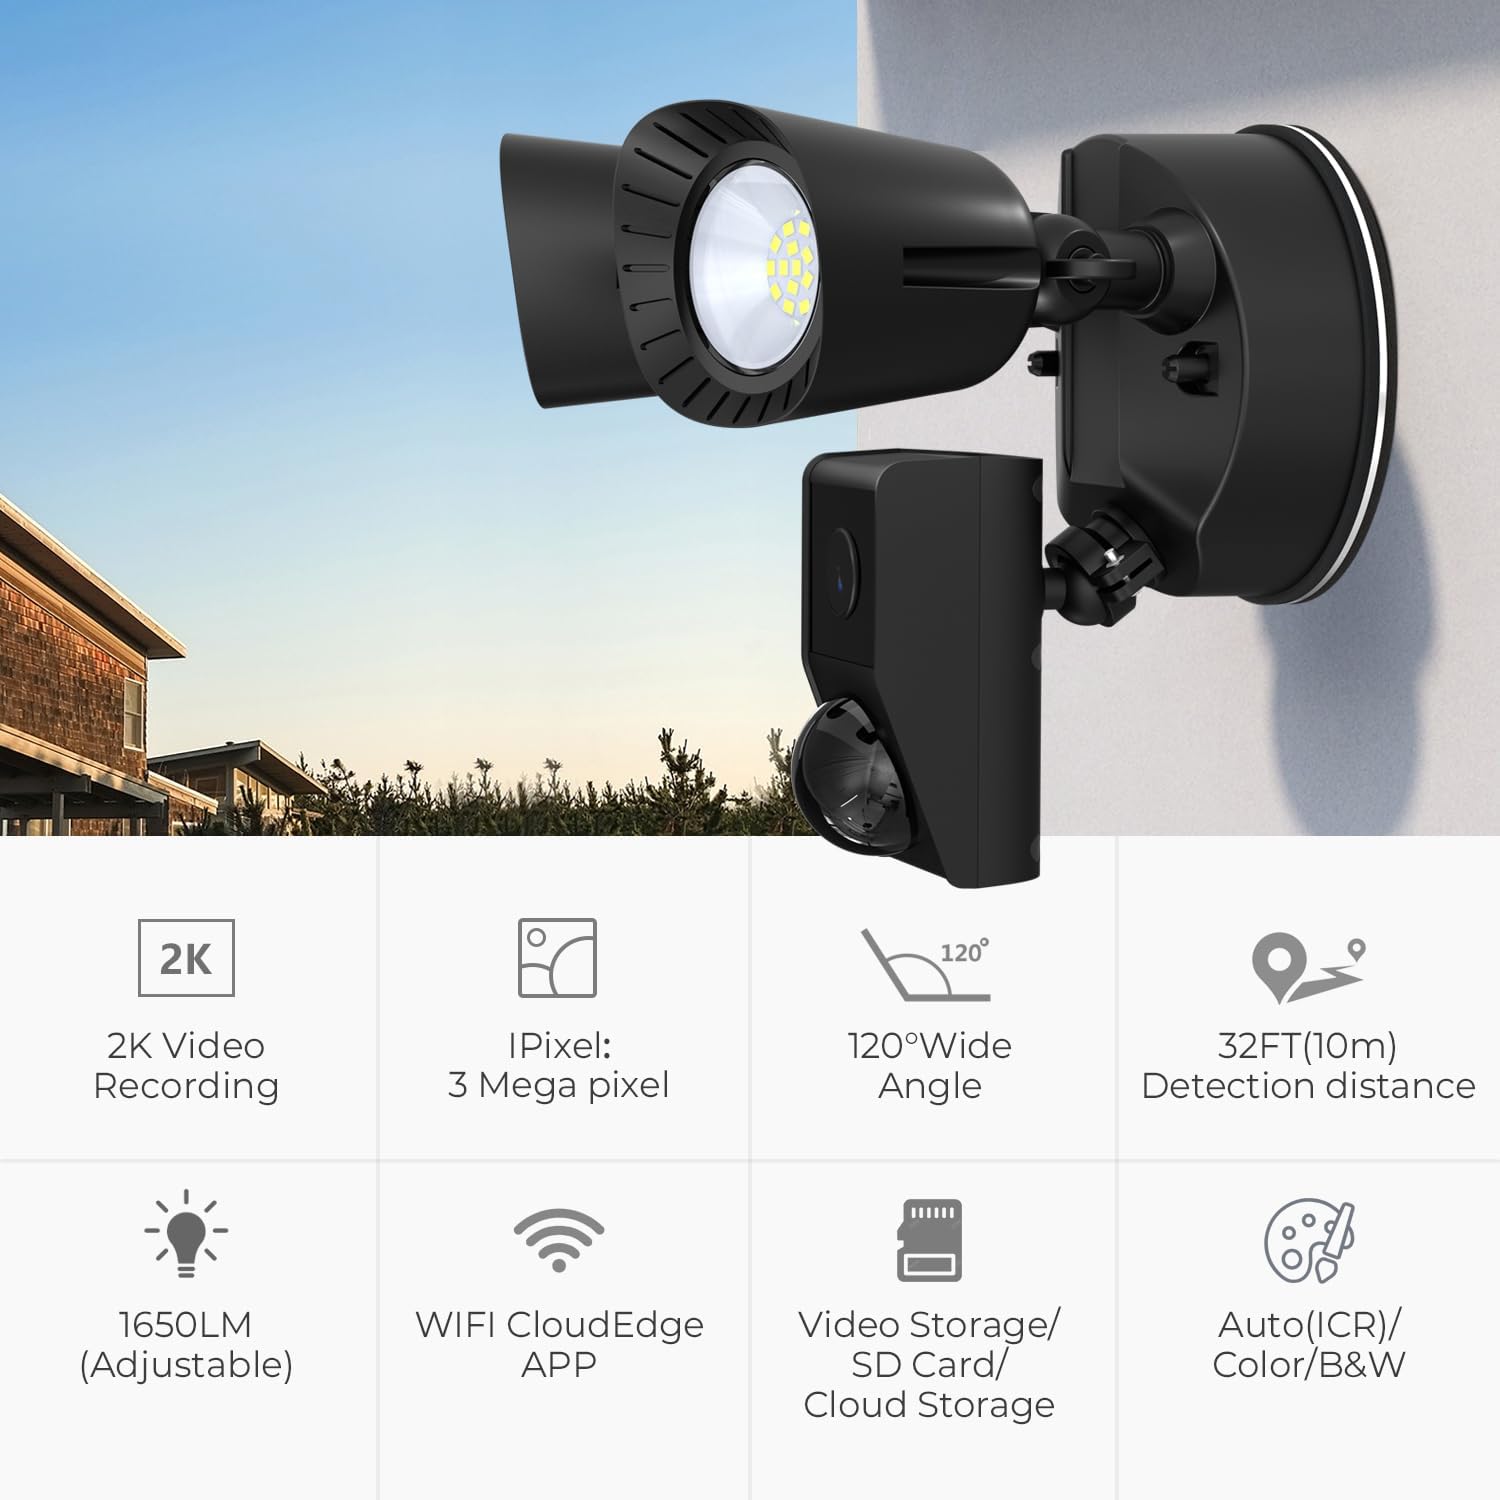 2K
120°
2K Video
Recording
IPixel:
3 Mega pixel
120°Wide
Angle
32FT(10m)
Detection distance
1650LM
(Adjustable)
WIFI CloudEdge
APP
Video Storage/
SD Card/
Cloud Storage
Auto(ICR)/
Color/B&W